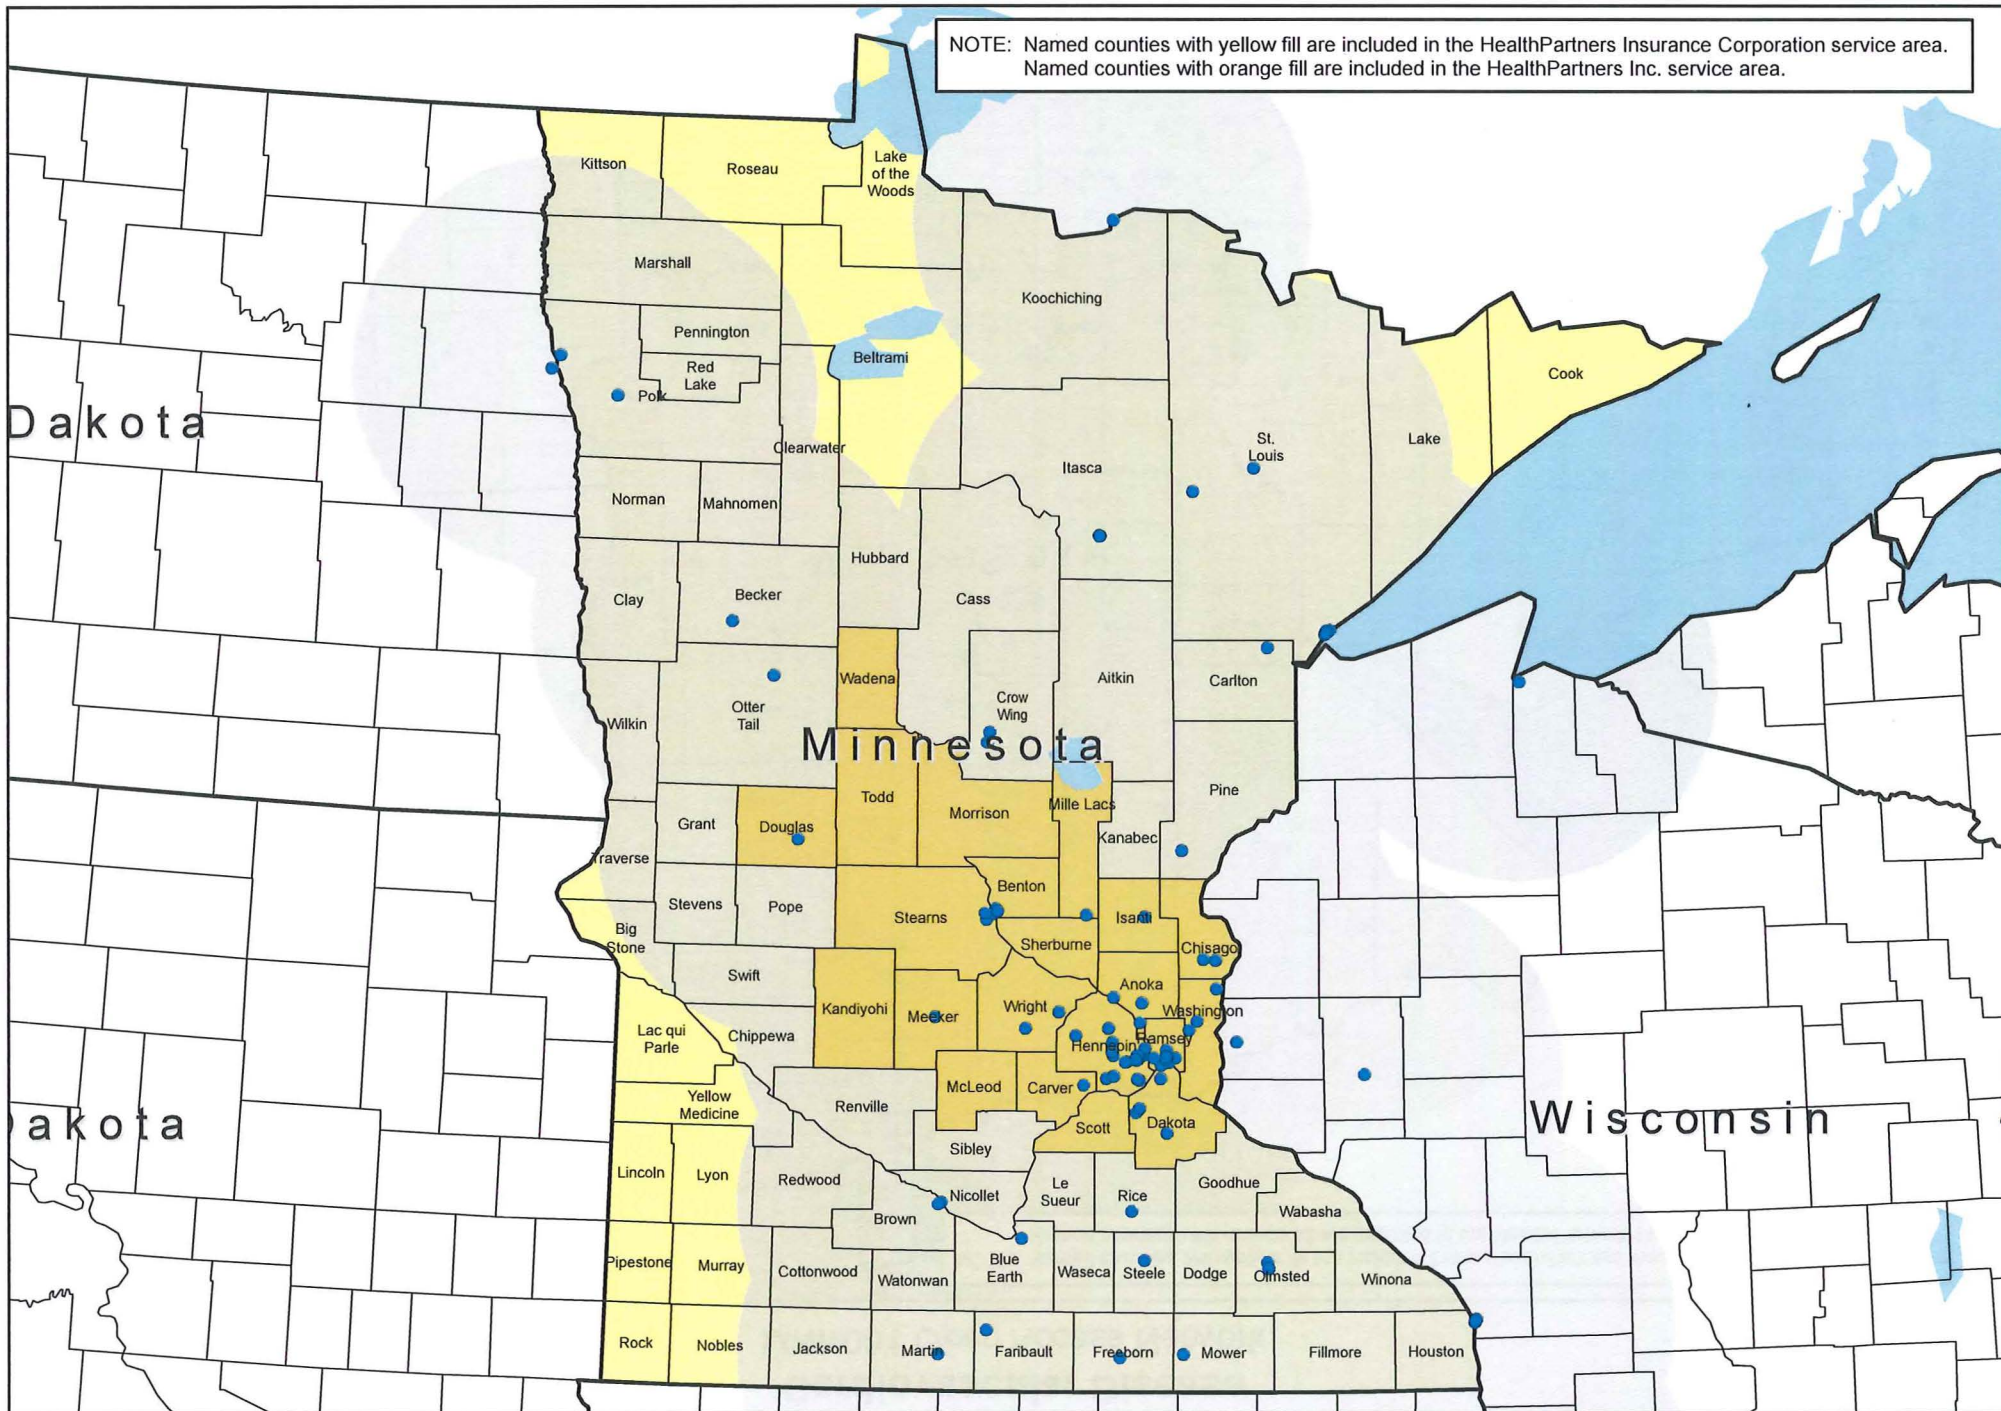 NOTE: Named counties with yellow fill are included in the HealthPartners Insurance Corporation service area.
Named counties with orange fill are included in the HealthPartners Inc. service area.
Kittson
Roseau
Lake
of the
Woods
Marshall
Koochiching
Pennington
Red
Lake
Beltrami
Polk
Cook
Dakota
Clearwater
St.
Louis
Lake
Itasca
Norman
Mahnomen
Hubbard
Clay
Becker
Cass
Wadena
Aitkin
Carlton
Crow
Wing
Otter
Tail
Wilkin
Minnesota
Pine
Todd
Mille Lacs
Morrison
Grant
Douglas
Kanabec
Traverse
Benton
Stevens
Pope
Stearns
Isanti
Big
Stone
Sherburne
Chisago
Swift
Anoka
Kandiyohi
Meeker
Wright
Washington
Lac qui
Parle
Chippewa
Hennepin
Ramsey
McLeod
Carver
Yellow
Medicine
Renville
Dakota
Wisconsin
Scott
Dakota
Sibley
Lincoln
Lyon
Redwood
Le
Sueur
Rice
Goodhue
Nicollet
Brown
Wabasha
Pipestone
Murray
Cottonwood
Watonwan
Blue
Earth
Waseca
Steele
Dodge
Olmsted
Winona
Rock
Nobles
Jackson
Martin
Faribault
Freeborn
Mower
Fillmore
Houston